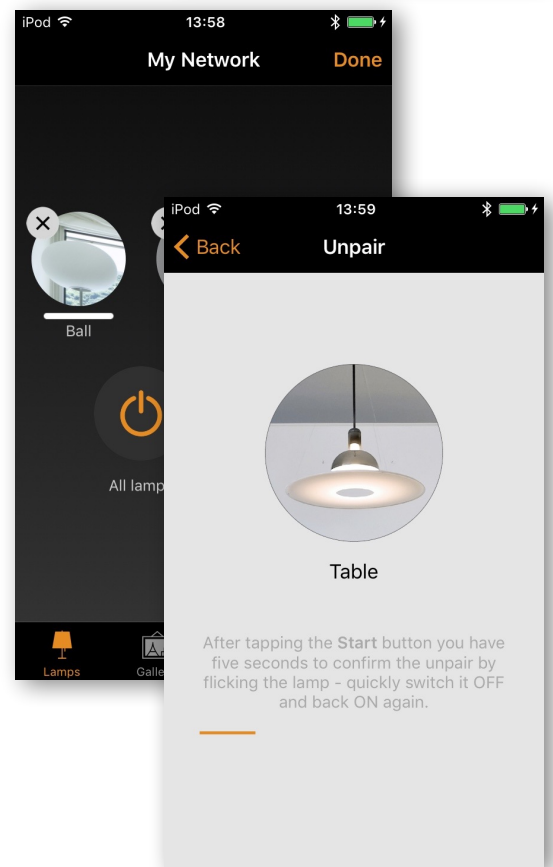 iPod 13:58
My Network Done
Ball
All lamp
Lamps
Galle
iPod 13:59
Back Unpair
Table
After tapping the Start button you have
five seconds to confirm the unpair by
flicking the lamp - quickly switch it OFF
and back ON again.